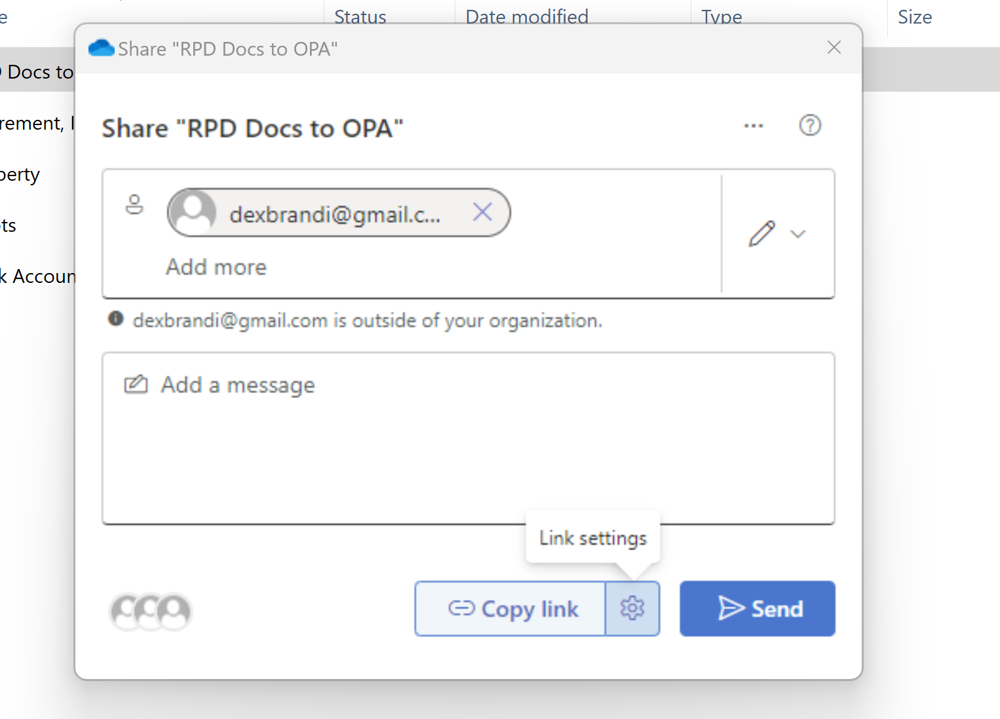 e Status Date modified Type Size
Share "RPD Docs to OPA"
Docs to
Share "RPD Docs to OPA"
rement, l
dexbrandi@gmail.c...
perty
ts
Add more
k Accoun
dexbrandi@gmail.com is outside of your organization.
Add a message
Link settings
Copy link
Send